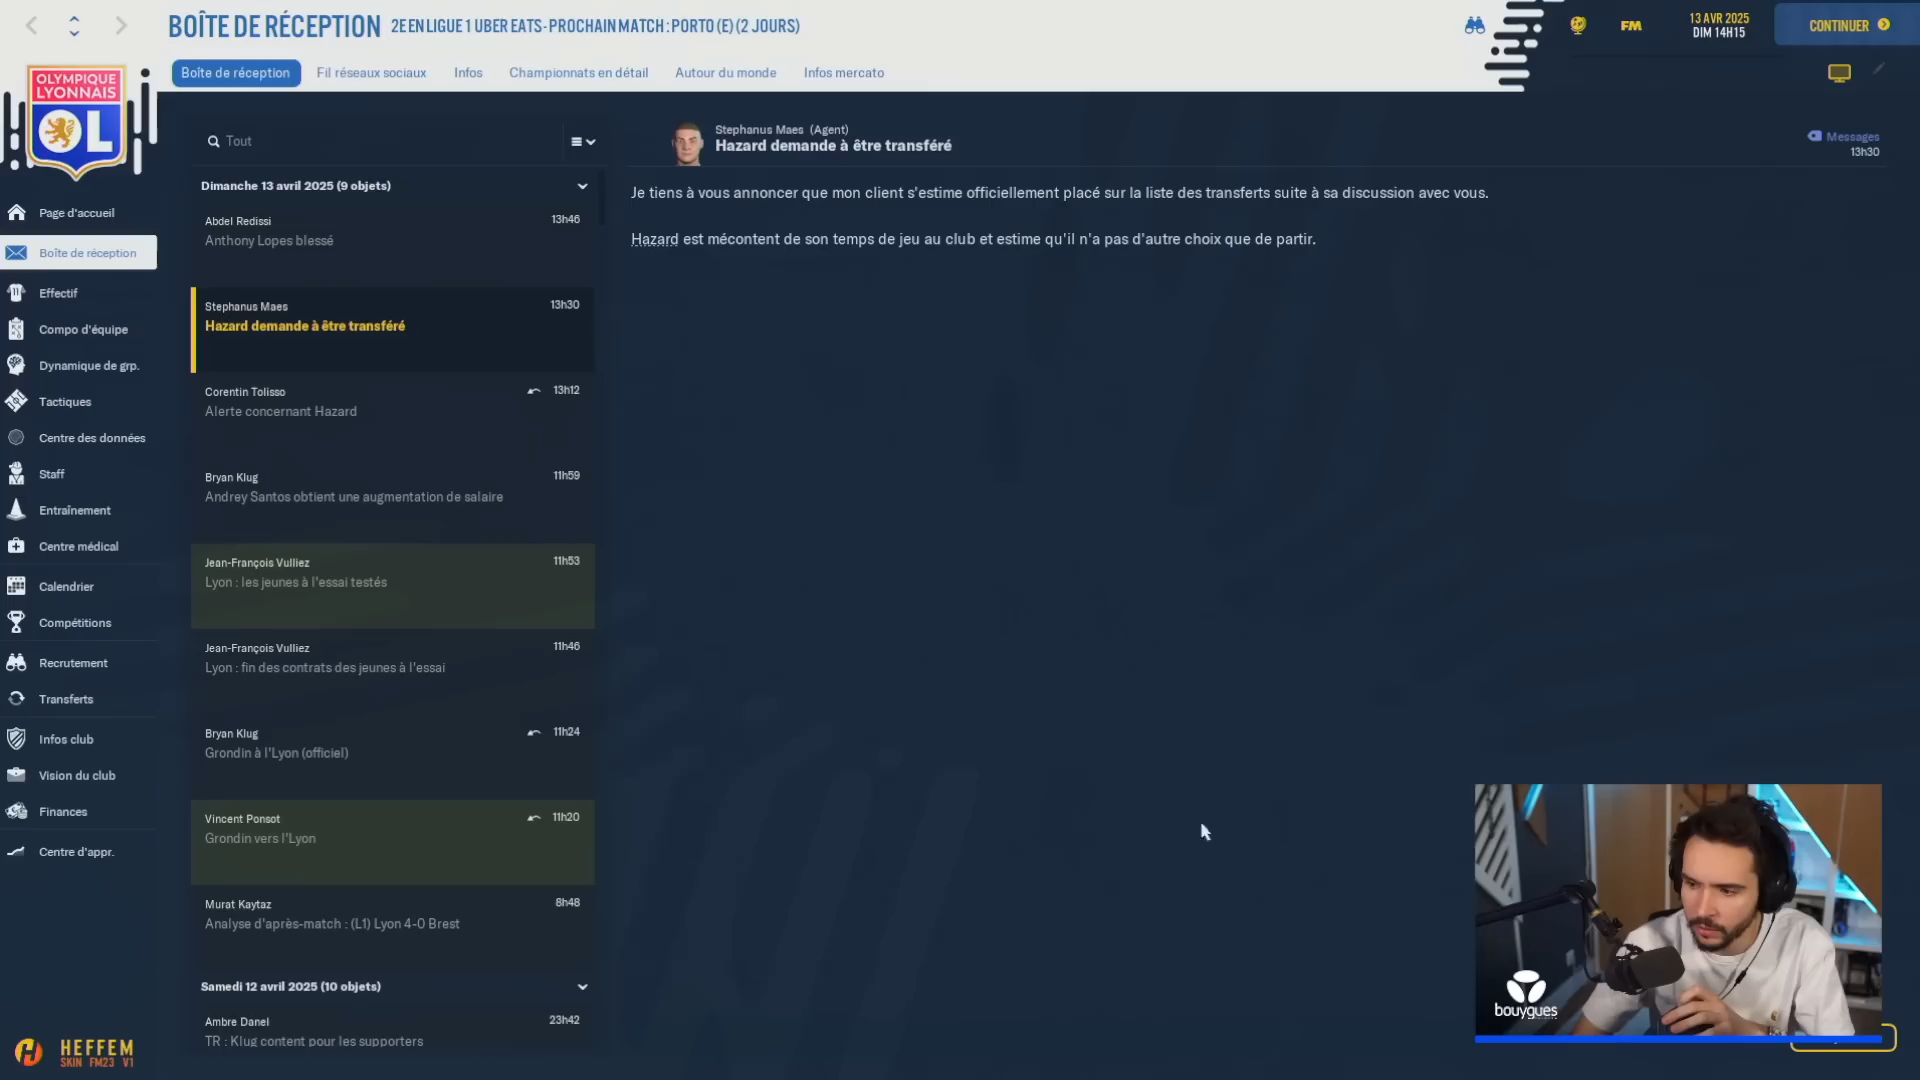 BOÎTE DE RÉCEPTION
2E EN LIGUE 1 UBER EATS - PROCHAIN MATCH : PORTO (E) (2 JOURS)
FM
13 AVR 2025
DIM 14H15
CONTINUER
Boîte de réception
Fil réseaux sociaux
Infos
Championnats en détail
Autour du monde
Infos mercato
OLYMPIQUE
LYONNAIS
OL
Page d'accueil
Boîte de réception
Effectif
Compo d'équipe
Dynamique de grp.
Tactiques
Centre des données
Staff
Entraînement
Centre médical
Calendrier
Compétitions
Recrutement
Transferts
Infos club
Vision du club
Finances
Centre d'appr.
HEFFEM
SKIN FM23 V1
Tout
Dimanche 13 avril 2025 (9 objets)
Abdel Redissi 13h46
Anthony Lopes blessé
Stephanus Maes 13h30
Hazard demande à être transféré
Corentin Tolisso 13h12
Alerte concernant Hazard
Bryan Klug 11h59
Andrey Santos obtient une augmentation de salaire
Jean-François Vulliez 11h53
Lyon : les jeunes à l'essai testés
Jean-François Vulliez 11h46
Lyon : fin des contrats des jeunes à l'essai
Bryan Klug 11h24
Grondin à l'Lyon (officiel)
Vincent Ponsot 11h20
Grondin vers l'Lyon
Murat Kaytaz 8h48
Analyse d'après-match : (L1) Lyon 4-0 Brest
Samedi 12 avril 2025 (10 objets)
Ambre Danel 23h42
TR : Klug content pour les supporters
Stephanus Maes (Agent)
Hazard demande à être transféré
Messages
13h30
Je tiens à vous annoncer que mon client s'estime officiellement placé sur la liste des transferts suite à sa discussion avec vous.
Hazard est mécontent de son temps de jeu au club et estime qu'il n'a pas d'autre choix que de partir.
bouygues